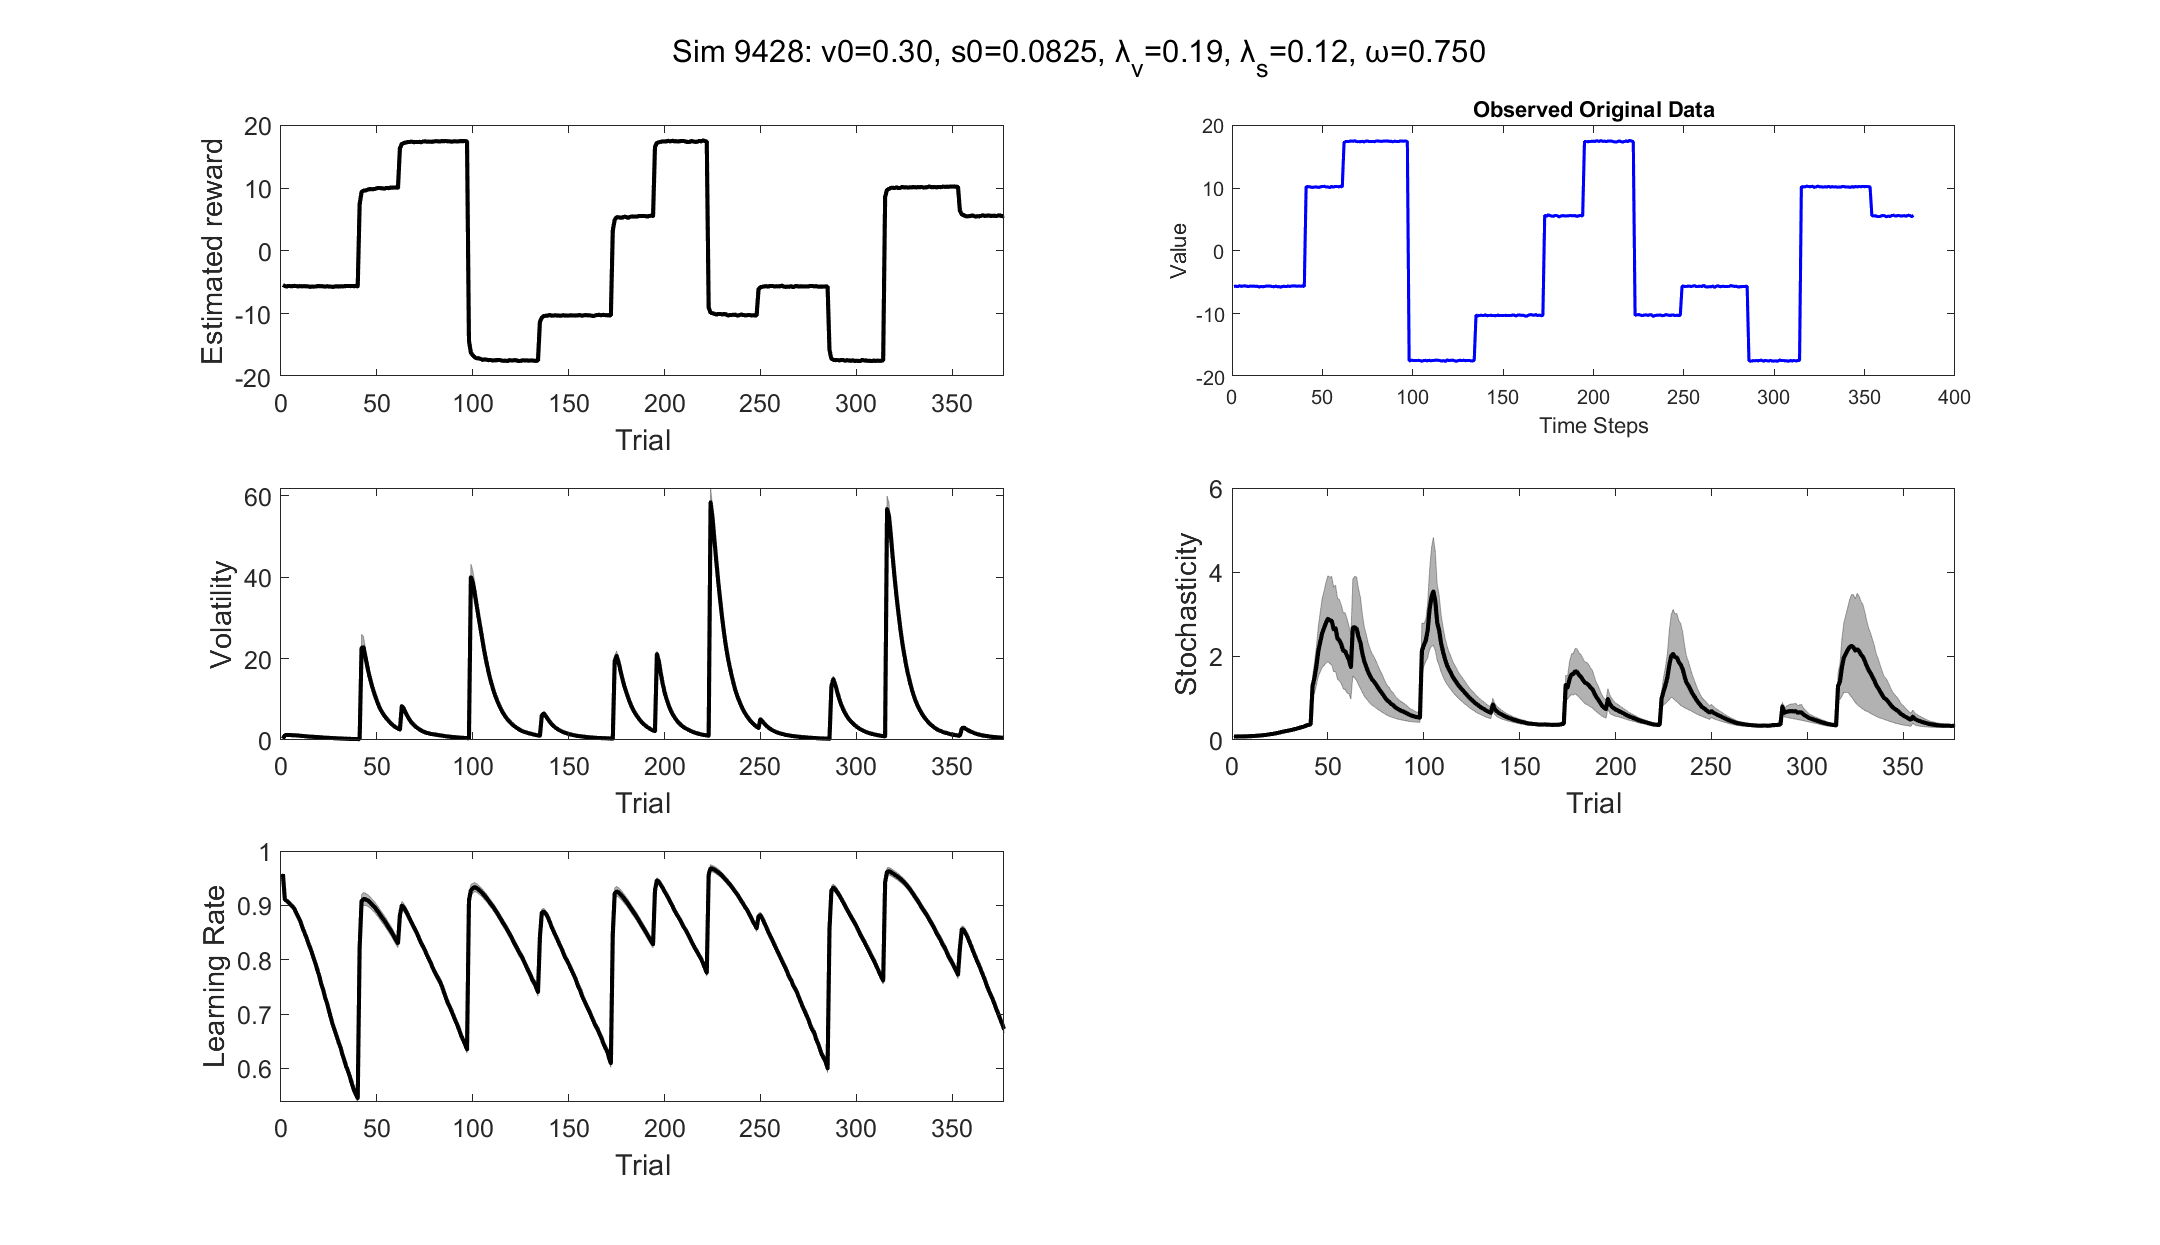 Sim 9428: v0=0.30, s0=0.0825, λ_v=0.19, λ_s=0.12, ω=0.750
Estimated reward
20
10
0
-10
-20
0 50 100 150 200 250 300 350
Trial
Observed Original Data
Value
20
10
0
-10
-20
0 50 100 150 200 250 300 350 400
Time Steps
Volatility
60
40
20
0
0 50 100 150 200 250 300 350
Trial
Stochasticity
6
4
2
0
0 50 100 150 200 250 300 350
Trial
Learning Rate
1
0.9
0.8
0.7
0.6
0 50 100 150 200 250 300 350
Trial